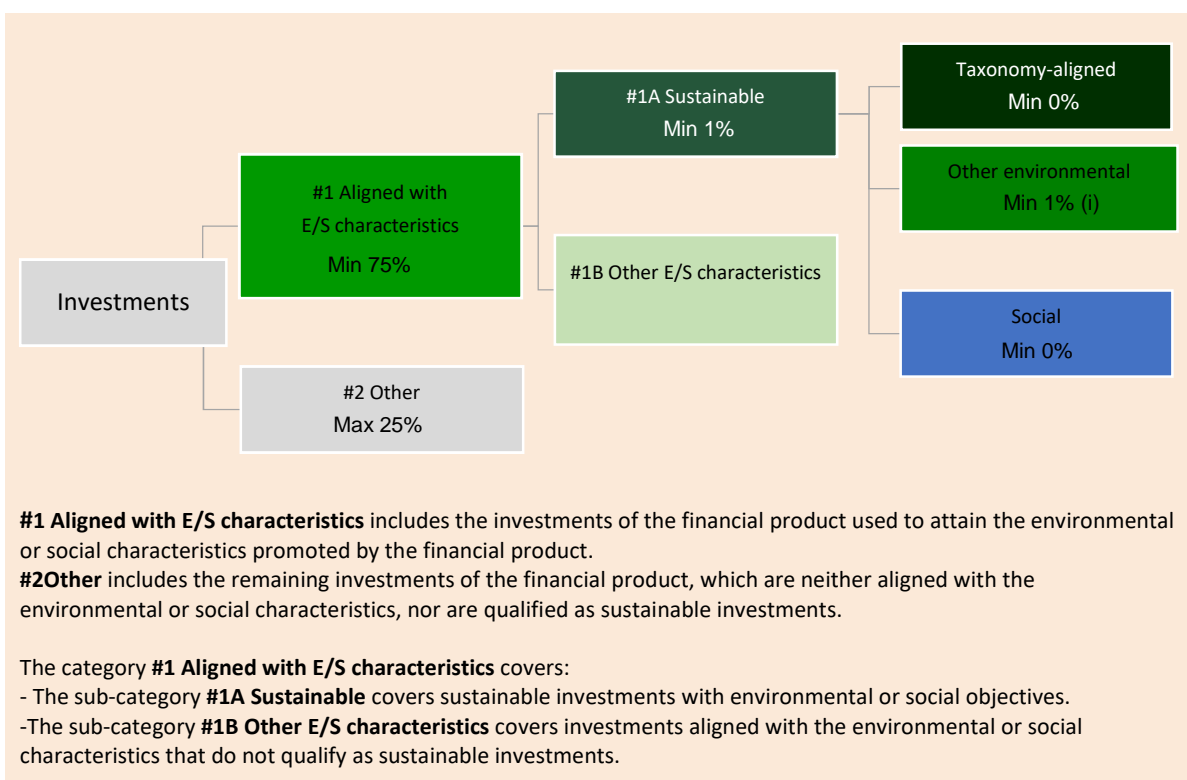 Investments
#1 Aligned with
E/S characteristics
Min 75%
#2 Other
Max 25%
#1A Sustainable
Min 1%
#1B Other E/S characteristics
Taxonomy-aligned
Min 0%
Other environmental
Min 1% (i)
Social
Min 0%
#1 Aligned with E/S characteristics includes the investments of the financial product used to attain the environmental
or social characteristics promoted by the financial product.
#2Other includes the remaining investments of the financial product, which are neither aligned with the
environmental or social characteristics, nor are qualified as sustainable investments.
The category #1 Aligned with E/S characteristics covers:
- The sub-category #1A Sustainable covers sustainable investments with environmental or social objectives.
-The sub-category #1B Other E/S characteristics covers investments aligned with the environmental or social
characteristics that do not qualify as sustainable investments.